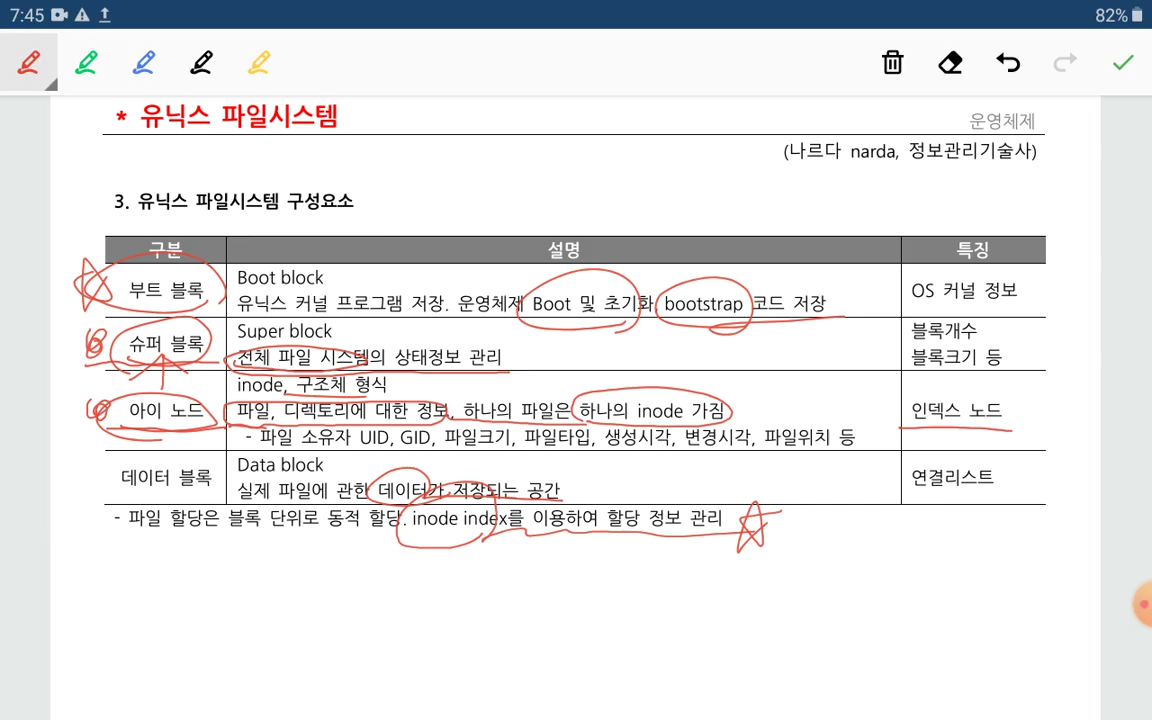 7:45
82%
* 유닉스 파일시스템
운영체제
(나르다 narda, 정보관리기술사)
3. 유닉스 파일시스템 구성요소
구분 설명 특징
부트 블록
Boot block
유닉스 커널 프로그램 저장. 운영체제 Boot 및 초기화 bootstrap 코드 저장
OS 커널 정보
슈퍼 블록
Super block
전체 파일 시스템의 상태정보 관리
블록개수
블록크기 등
아이 노드
inode, 구조체 형식
파일, 디렉토리에 대한 정보, 하나의 파일은 하나의 inode 가짐
- 파일 소유자 UID, GID, 파일크기, 파일타입, 생성시각, 변경시각, 파일위치 등
인덱스 노드
데이터 블록
Data block
실제 파일에 관한 데이터가 저장되는 공간
연결리스트
- 파일 할당은 블록 단위로 동적 할당. inode index를 이용하여 할당 정보 관리